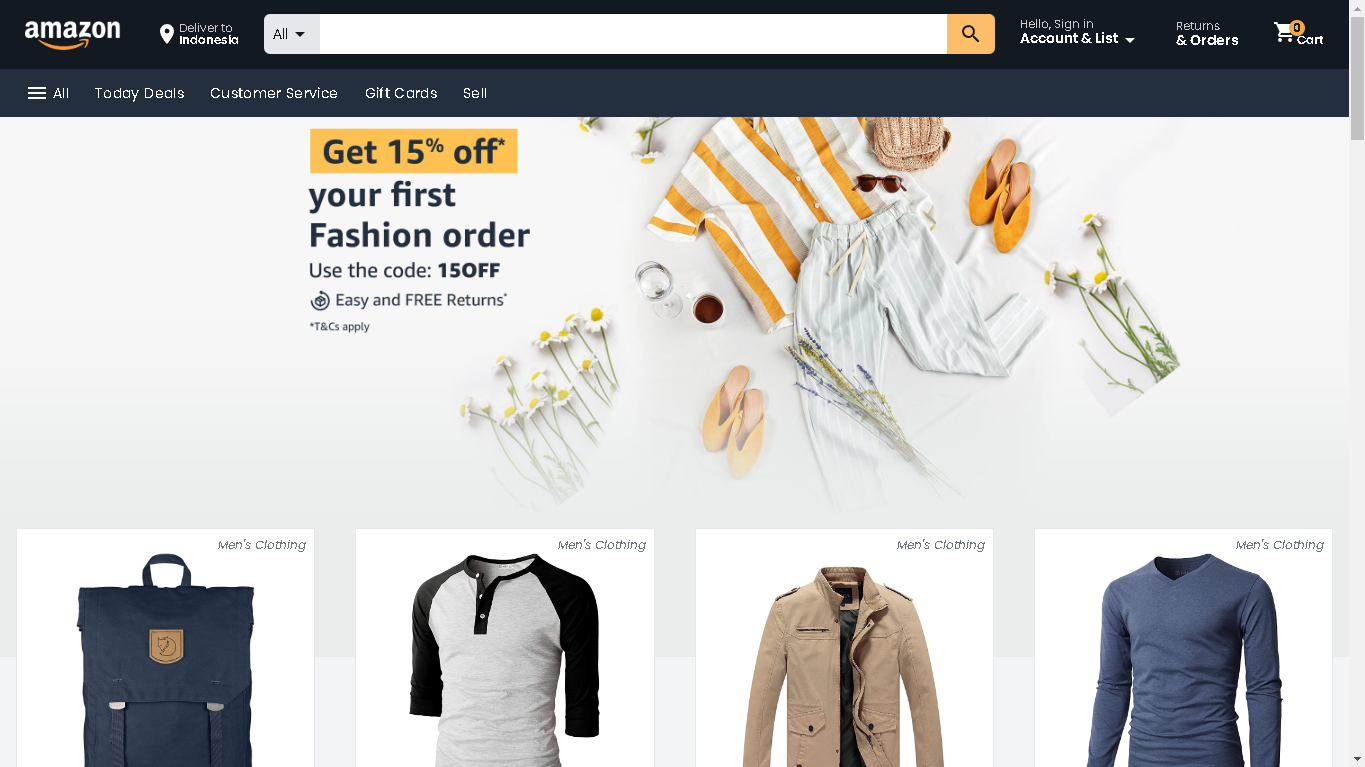 amazon
Deliver to
Indonesia
All
Hello, Sign in
Account & List
Returns
& Orders
0
Cart
All
Today Deals
Customer Service
Gift Cards
Sell
Get 15% off*
your first
Fashion order
Use the code: 15OFF
Easy and FREE Returns*
*T&Cs apply
Men's Clothing
Men's Clothing
Men's Clothing
Men's Clothing